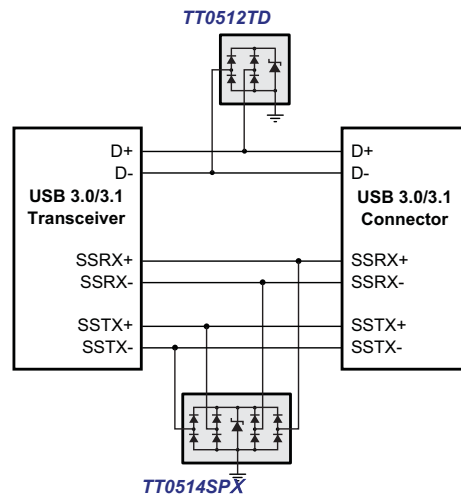 TT0512TD
D+ D+
D- D-
USB 3.0/3.1 USB 3.0/3.1
Transceiver Connector
SSRX+ SSRX+
SSRX- SSRX-
SSTX+ SSTX+
SSTX- SSTX-
TT0514SPX